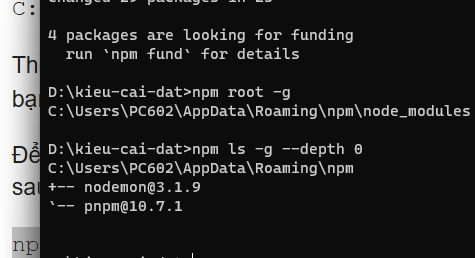 C:
changed 29 packages in 2s
4 packages are looking for funding
run `npm fund` for details
Th
bạ
D:\kieu-cai-dat>npm root -g
C:\Users\PC602\AppData\Roaming\npm\node_modules
Để
sau
D:\kieu-cai-dat>npm ls -g --depth 0
C:\Users\PC602\AppData\Roaming\npm
+-- nodemon@3.1.9
`-- pnpm@10.7.1
np